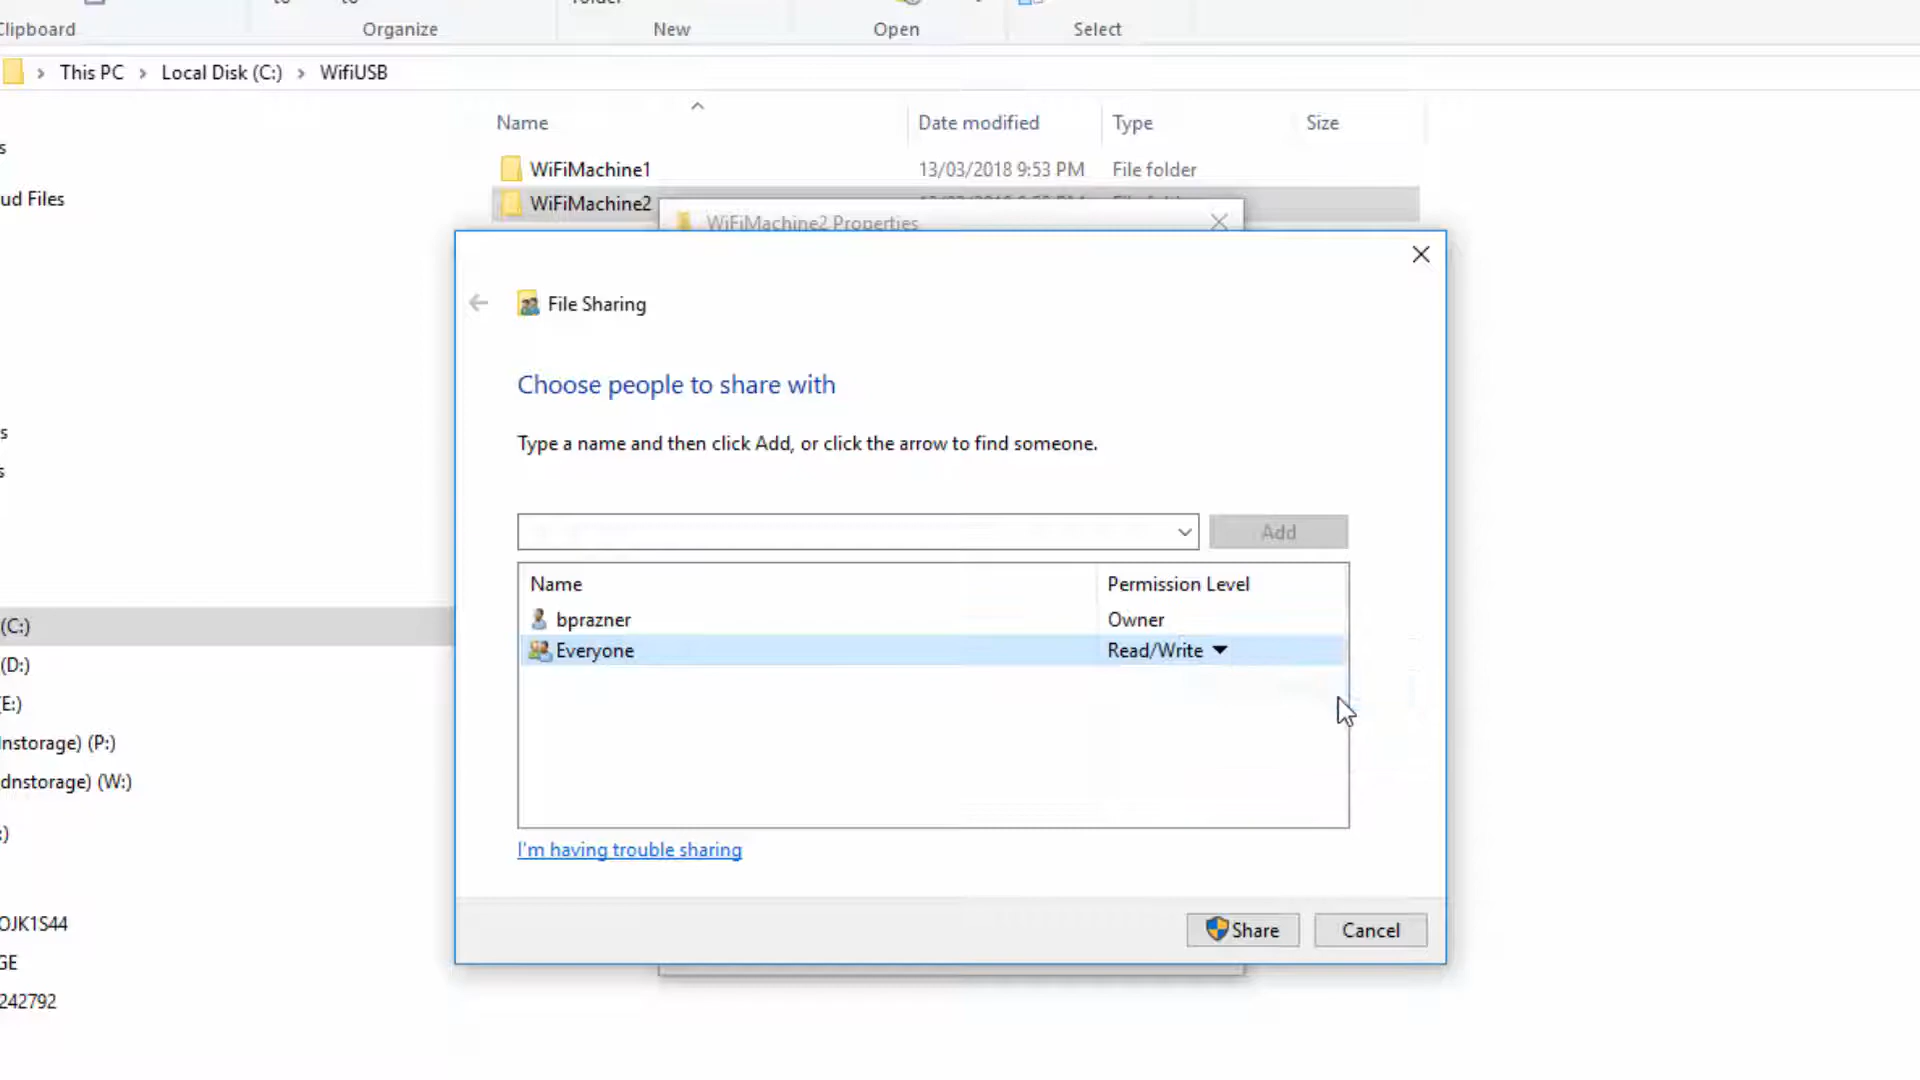 Clipboard
Organize
New
Open
Select
This PC > Local Disk (C:) > WifiUSB
Name Date modified Type Size
WiFiMachine1 13/03/2018 9:53 PM File folder
WiFiMachine2
WiFiMachine2 Properties
File Sharing
Choose people to share with
Type a name and then click Add, or click the arrow to find someone.
Add
Name Permission Level
bprazner Owner
Everyone Read/Write
I'm having trouble sharing
Share Cancel
s
ud Files
s
s
(C:)
(D:)
(E:)
nstorage) (P:)
dnstorage) (W:)
:)
OJK1S44
GE
242792